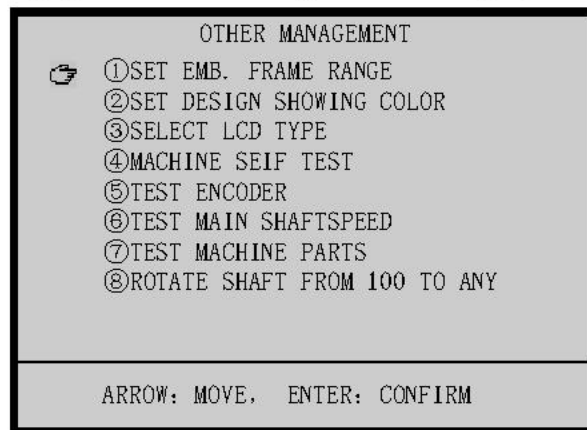 OTHER MANAGEMENT
①SET EMB. FRAME RANGE
②SET DESIGN SHOWING COLOR
③SELECT LCD TYPE
④MACHINE SEIF TEST
⑤TEST ENCODER
⑥TEST MAIN SHAFTSPEED
⑦TEST MACHINE PARTS
⑧ROTATE SHAFT FROM 100 TO ANY
ARROW: MOVE, ENTER: CONFIRM